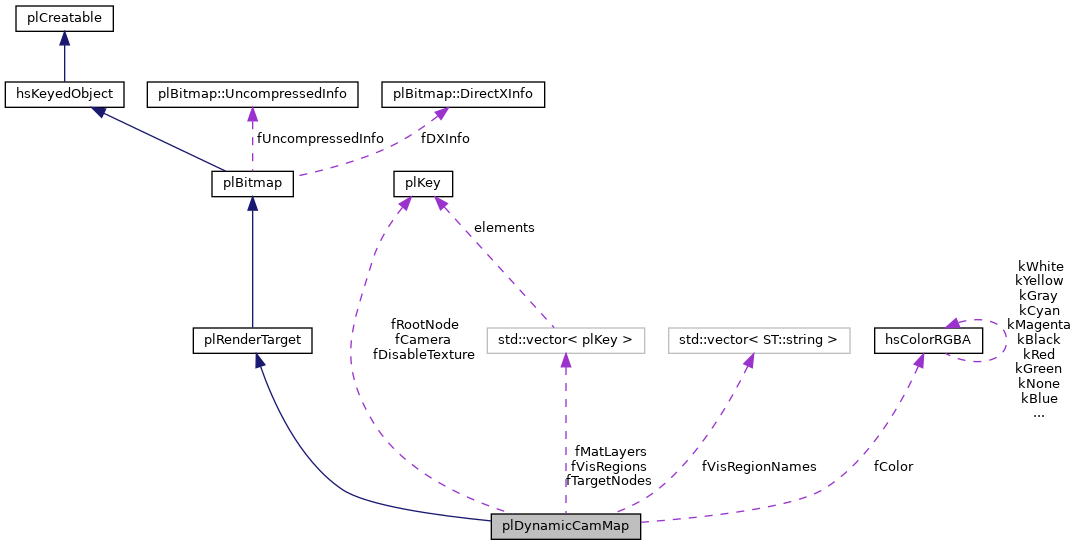 plCreatable
hsKeyedObject
plBitmap::UncompressedInfo
plBitmap::DirectXInfo
fUncompressedInfo
fDXInfo
plBitmap
plKey
elements
kWhite
kYellow
kGray
kCyan
kMagenta
kBlack
kRed
kGreen
kNone
kBlue
...
fRootNode
fCamera
fDisableTexture
plRenderTarget
std::vector< plKey >
std::vector< ST::string >
hsColorRGBA
fMatLayers
fVisRegions
fTargetNodes
fVisRegionNames
fColor
plDynamicCamMap